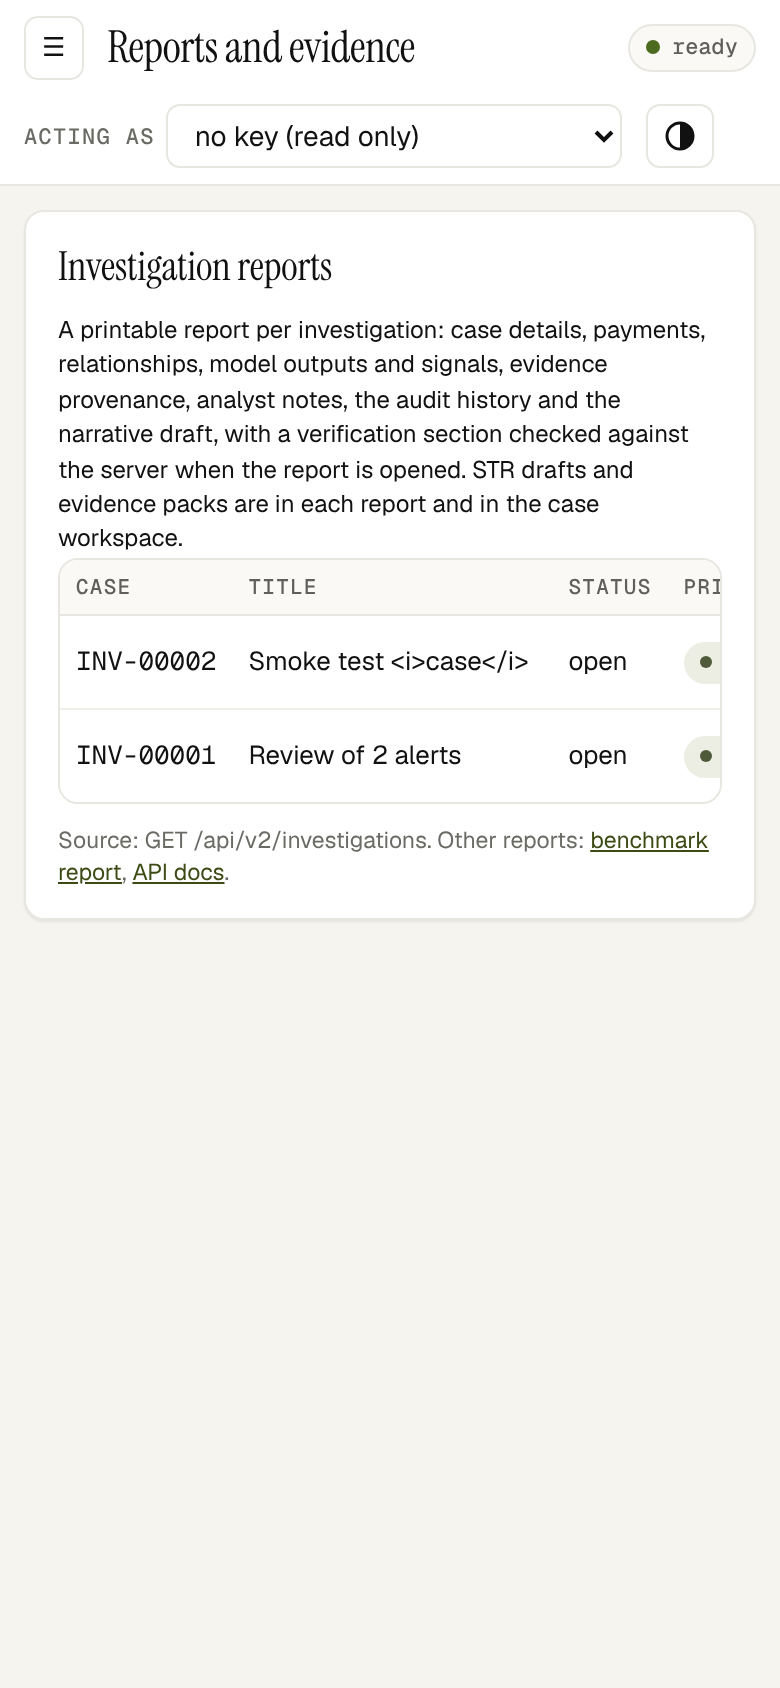 ☰ Reports and evidence ready
ACTING AS no key (read only)
Investigation reports
A printable report per investigation: case details, payments,
relationships, model outputs and signals, evidence
provenance, analyst notes, the audit history and the
narrative draft, with a verification section checked against
the server when the report is opened. STR drafts and
evidence packs are in each report and in the case
workspace.
CASE TITLE STATUS PRI
INV-00002 Smoke test <i>case</i> open
INV-00001 Review of 2 alerts open
Source: GET /api/v2/investigations. Other reports: benchmark
report, API docs.